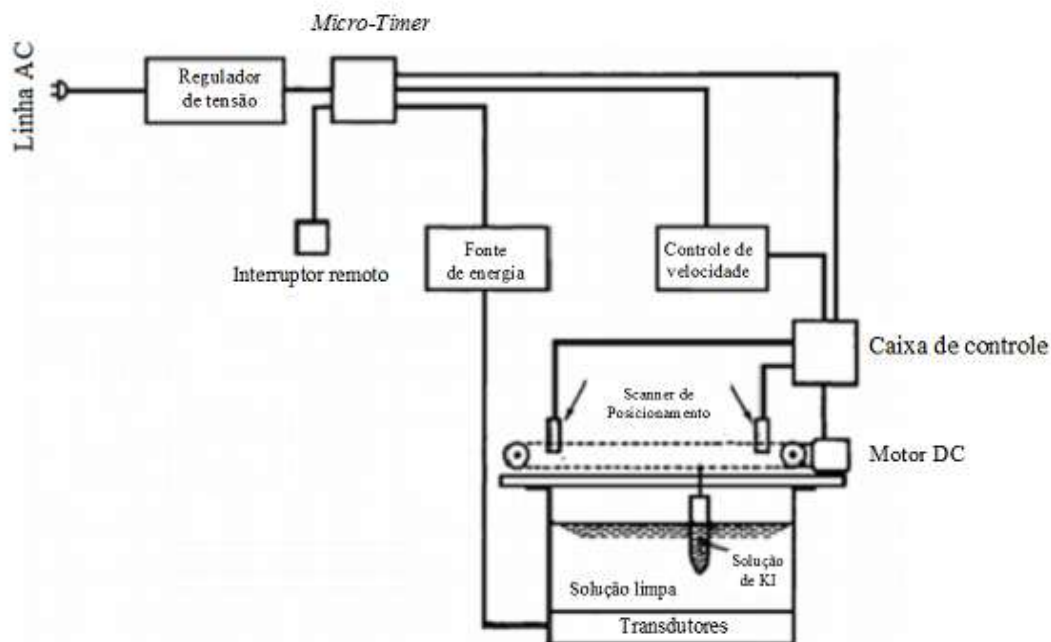 Micro-Timer
Linha AC
Regulador
de tensão
Interruptor remoto
Fonte
de energia
Controle de
velocidade
Caixa de controle
Scanner de
Posicionamento
Motor DC
Solução
de KI
Solução limpa
Transdutores